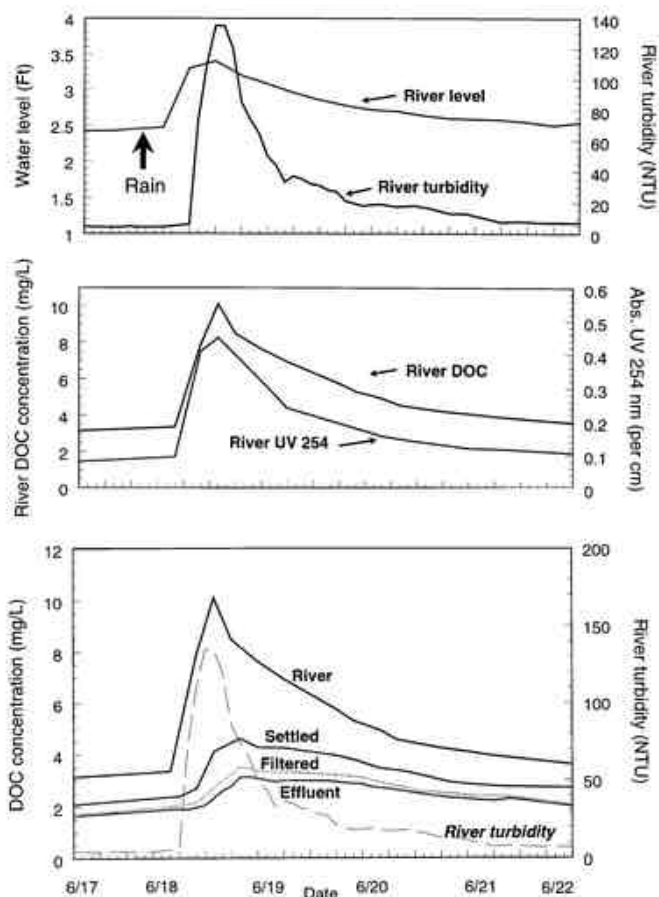 4
3.5
3
2.5
2
1.5
1
Water level (Ft)
140
120
100
80
60
40
20
0
River turbidity (NTU)
River level
Rain
River turbidity
10
8
6
4
2
0
River DOC concentration (mg/L)
0.6
0.5
0.4
0.3
0.2
0.1
0
Abs. UV 254 nm (per cm)
River DOC
River UV 254
12
10
8
6
4
2
0
DOC concentration (mg/L)
200
150
100
50
0
River turbidity (NTU)
River
Settled
Filtered
Effluent
River turbidity
6/17 6/18 6/19 6/20 6/21 6/22
Date